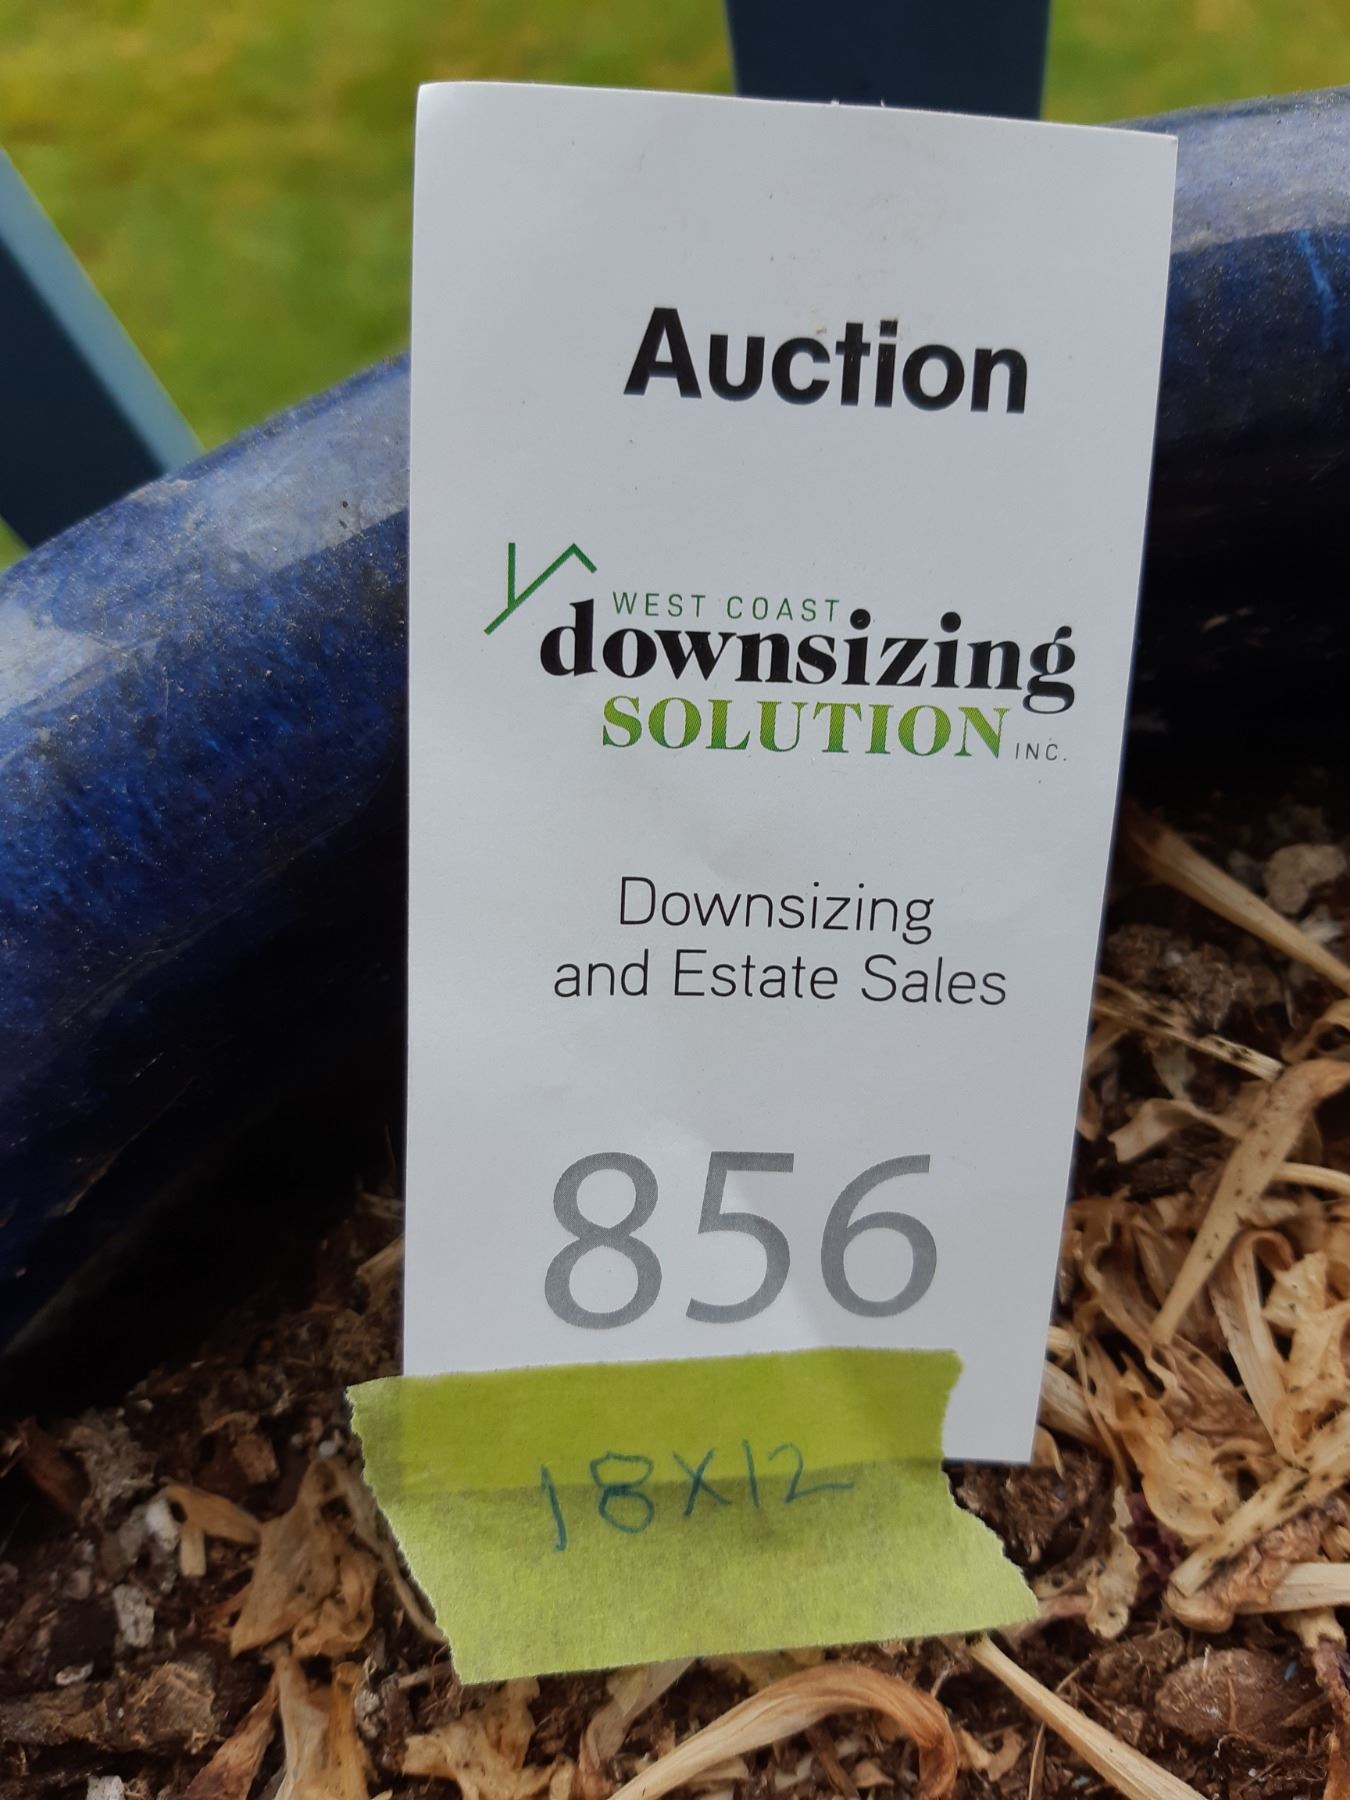 Auction
WEST COAST
downsizing
SOLUTION INC.
Downsizing
and Estate Sales
856
18x12